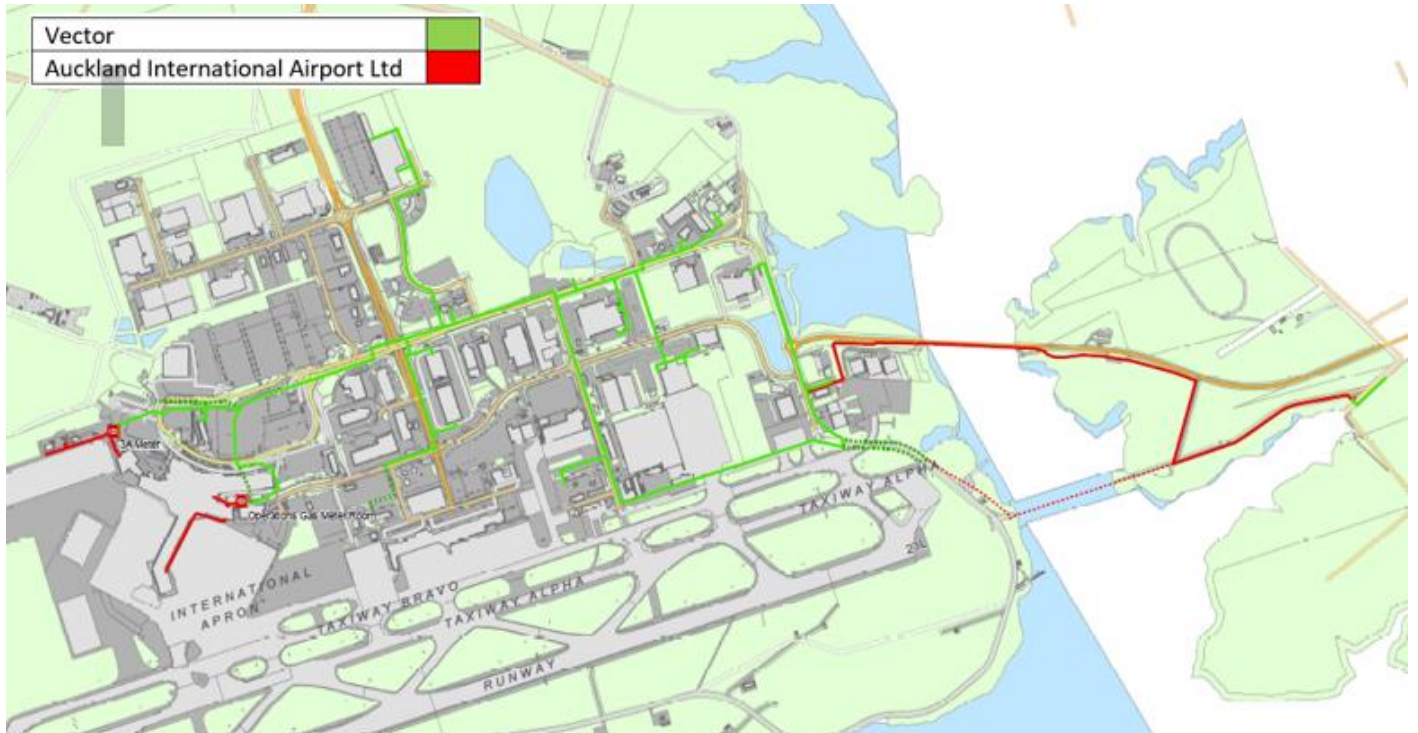 Vector
Auckland International Airport Ltd
3A Meter
Operations Gas Meter Room
INTERNATIONAL
APRON
TAXIWAY BRAVO
TAXIWAY ALPHA
TAXIWAY ALPHA
23L
RUNWAY